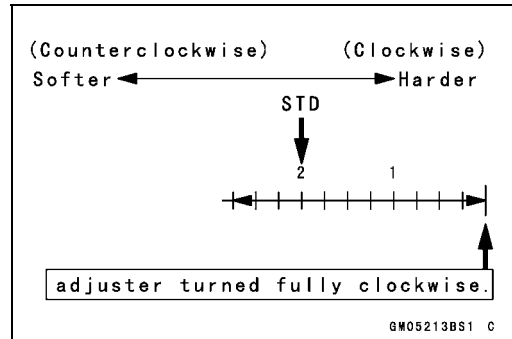 (Counterclockwise) (Clockwise)
Softer Harder
STD
2 1
adjuster turned fully clockwise.
GM05213BS1 C